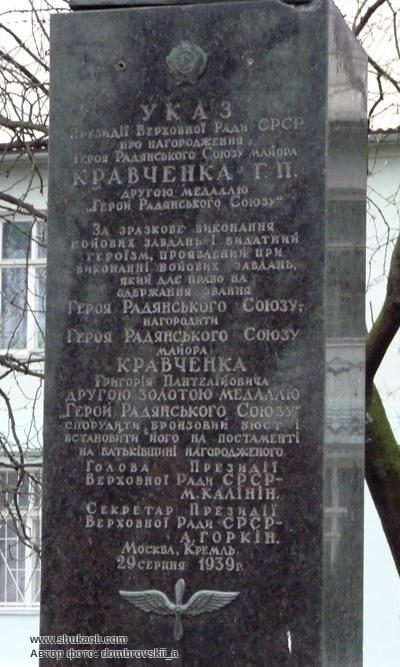 УКАЗ
Президії Верховної Ради СРСР
про нагородження
Героя Радянського Союзу майора
КРАВЧЕНКА Г.П.
другою медаллю
„Герой Радянського Союзу“
За зразкове виконання
бойових завдань і видатний
героїзм, проявлений при
виконанні бойових завдань,
який дає право на
одержання звання
Героя Радянського Союзу,-
нагородити
Героя Радянського Союзу
майора
КРАВЧЕНКА
Григорія Пантелійовича
другою золотою медаллю
„Герой Радянського Союзу“
спорудити бронзовий бюст і
встановити його на постаменті
на батьківщині нагородженого
Голова Президії
Верховної Ради СРСР-
М.Калінін.
Секретар Президії
Верховної Ради СРСР-
А.Горкін.
Москва, Кремль.
29 серпня 1939 р.
www.shukach.com
Автор фото: dombrovskii_a